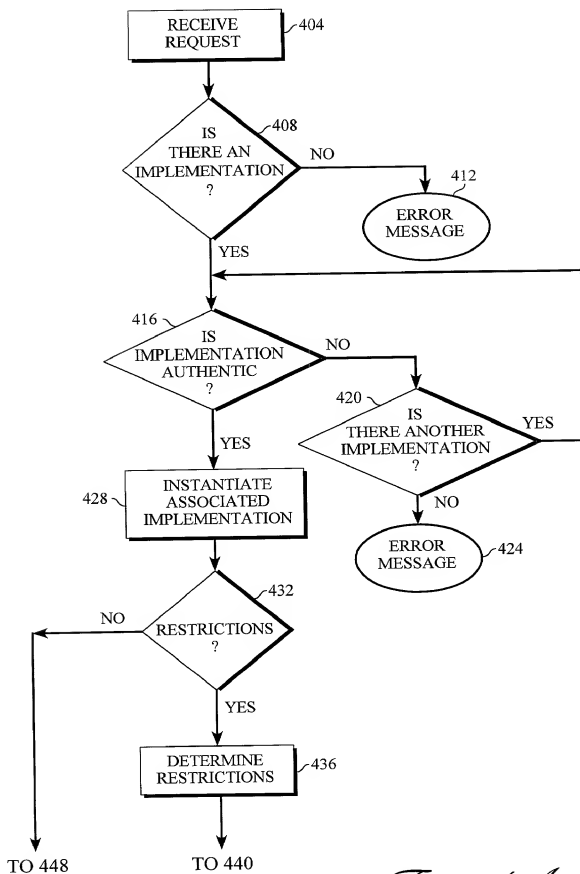 RECEIVE
REQUEST
404
IS
THERE AN
IMPLEMENTATION
?
408
NO
412
ERROR
MESSAGE
YES
416
IS
IMPLEMENTATION
AUTHENTIC
?
NO
420
IS
THERE ANOTHER
IMPLEMENTATION
?
YES
YES
428
INSTANTIATE
ASSOCIATED
IMPLEMENTATION
NO
ERROR
MESSAGE
424
432
RESTRICTIONS
?
NO
YES
DETERMINE
RESTRICTIONS
436
TO 448
TO 440